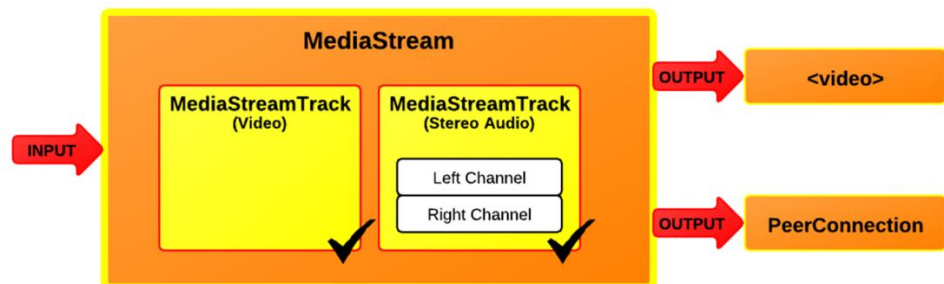 MediaStream
INPUT
MediaStreamTrack
(Video)
MediaStreamTrack
(Stereo Audio)
Left Channel
Right Channel
OUTPUT
<video>
OUTPUT
PeerConnection